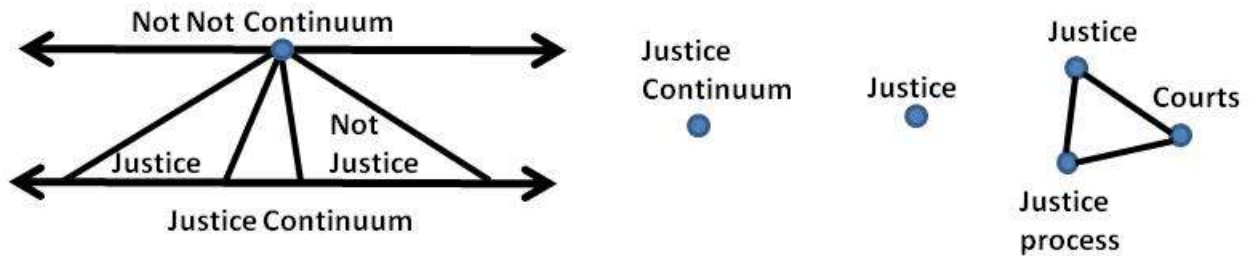 Not Not Continuum
Justice
Not
Justice
Justice Continuum
Justice
Continuum
Justice
Justice
Courts
Justice
process